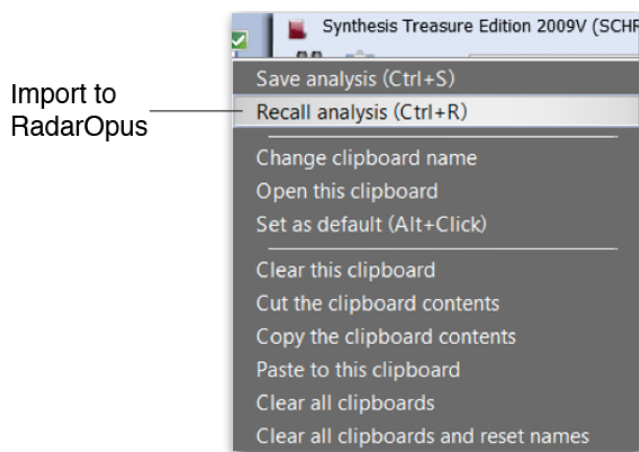 Synthesis Treasure Edition 2009V (SCHR
Save analysis (Ctrl+S)
Import to
RadarOpus
Recall analysis (Ctrl+R)
Change clipboard name
Open this clipboard
Set as default (Alt+Click)
Clear this clipboard
Cut the clipboard contents
Copy the clipboard contents
Paste to this clipboard
Clear all clipboards
Clear all clipboards and reset names